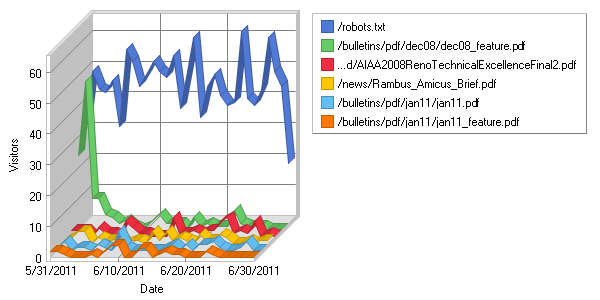 Visitors
60
50
40
30
20
10
0
5/31/2011 6/10/2011 6/20/2011 6/30/2011
Date
/robots.txt
/bulletins/pdf/dec08/dec08_feature.pdf
...d/AIAA2008RenoTechnicalExcellenceFinal2.pdf
/news/Rambus_Amicus_Brief.pdf
/bulletins/pdf/jan11/jan11.pdf
/bulletins/pdf/jan11/jan11_feature.pdf